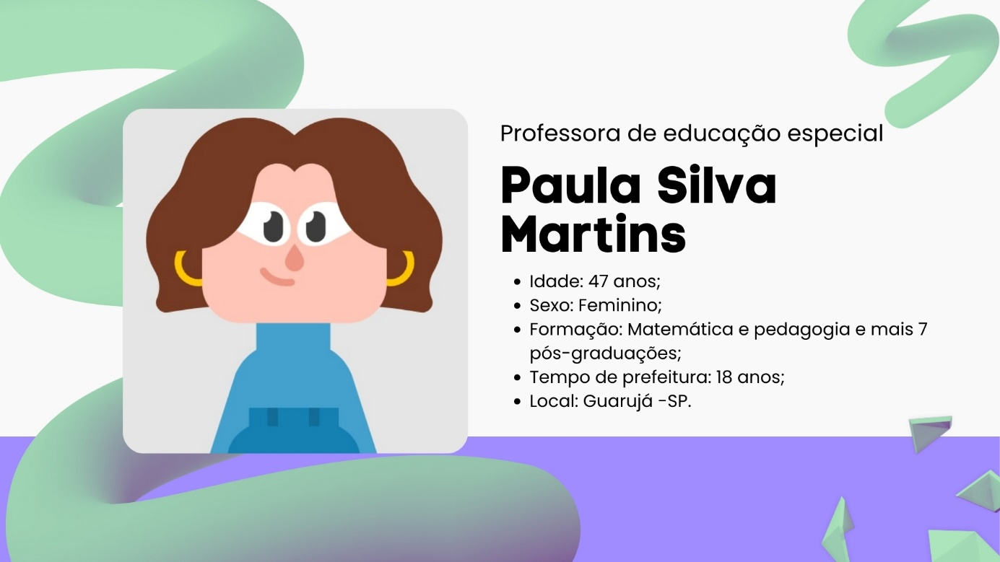 Professora de educação especial
Paula Silva
Martins
• Idade: 47 anos;
• Sexo: Feminino;
• Formação: Matemática e pedagogia e mais 7
pós-graduações;
• Tempo de prefeitura: 18 anos;
• Local: Guarujá -SP.